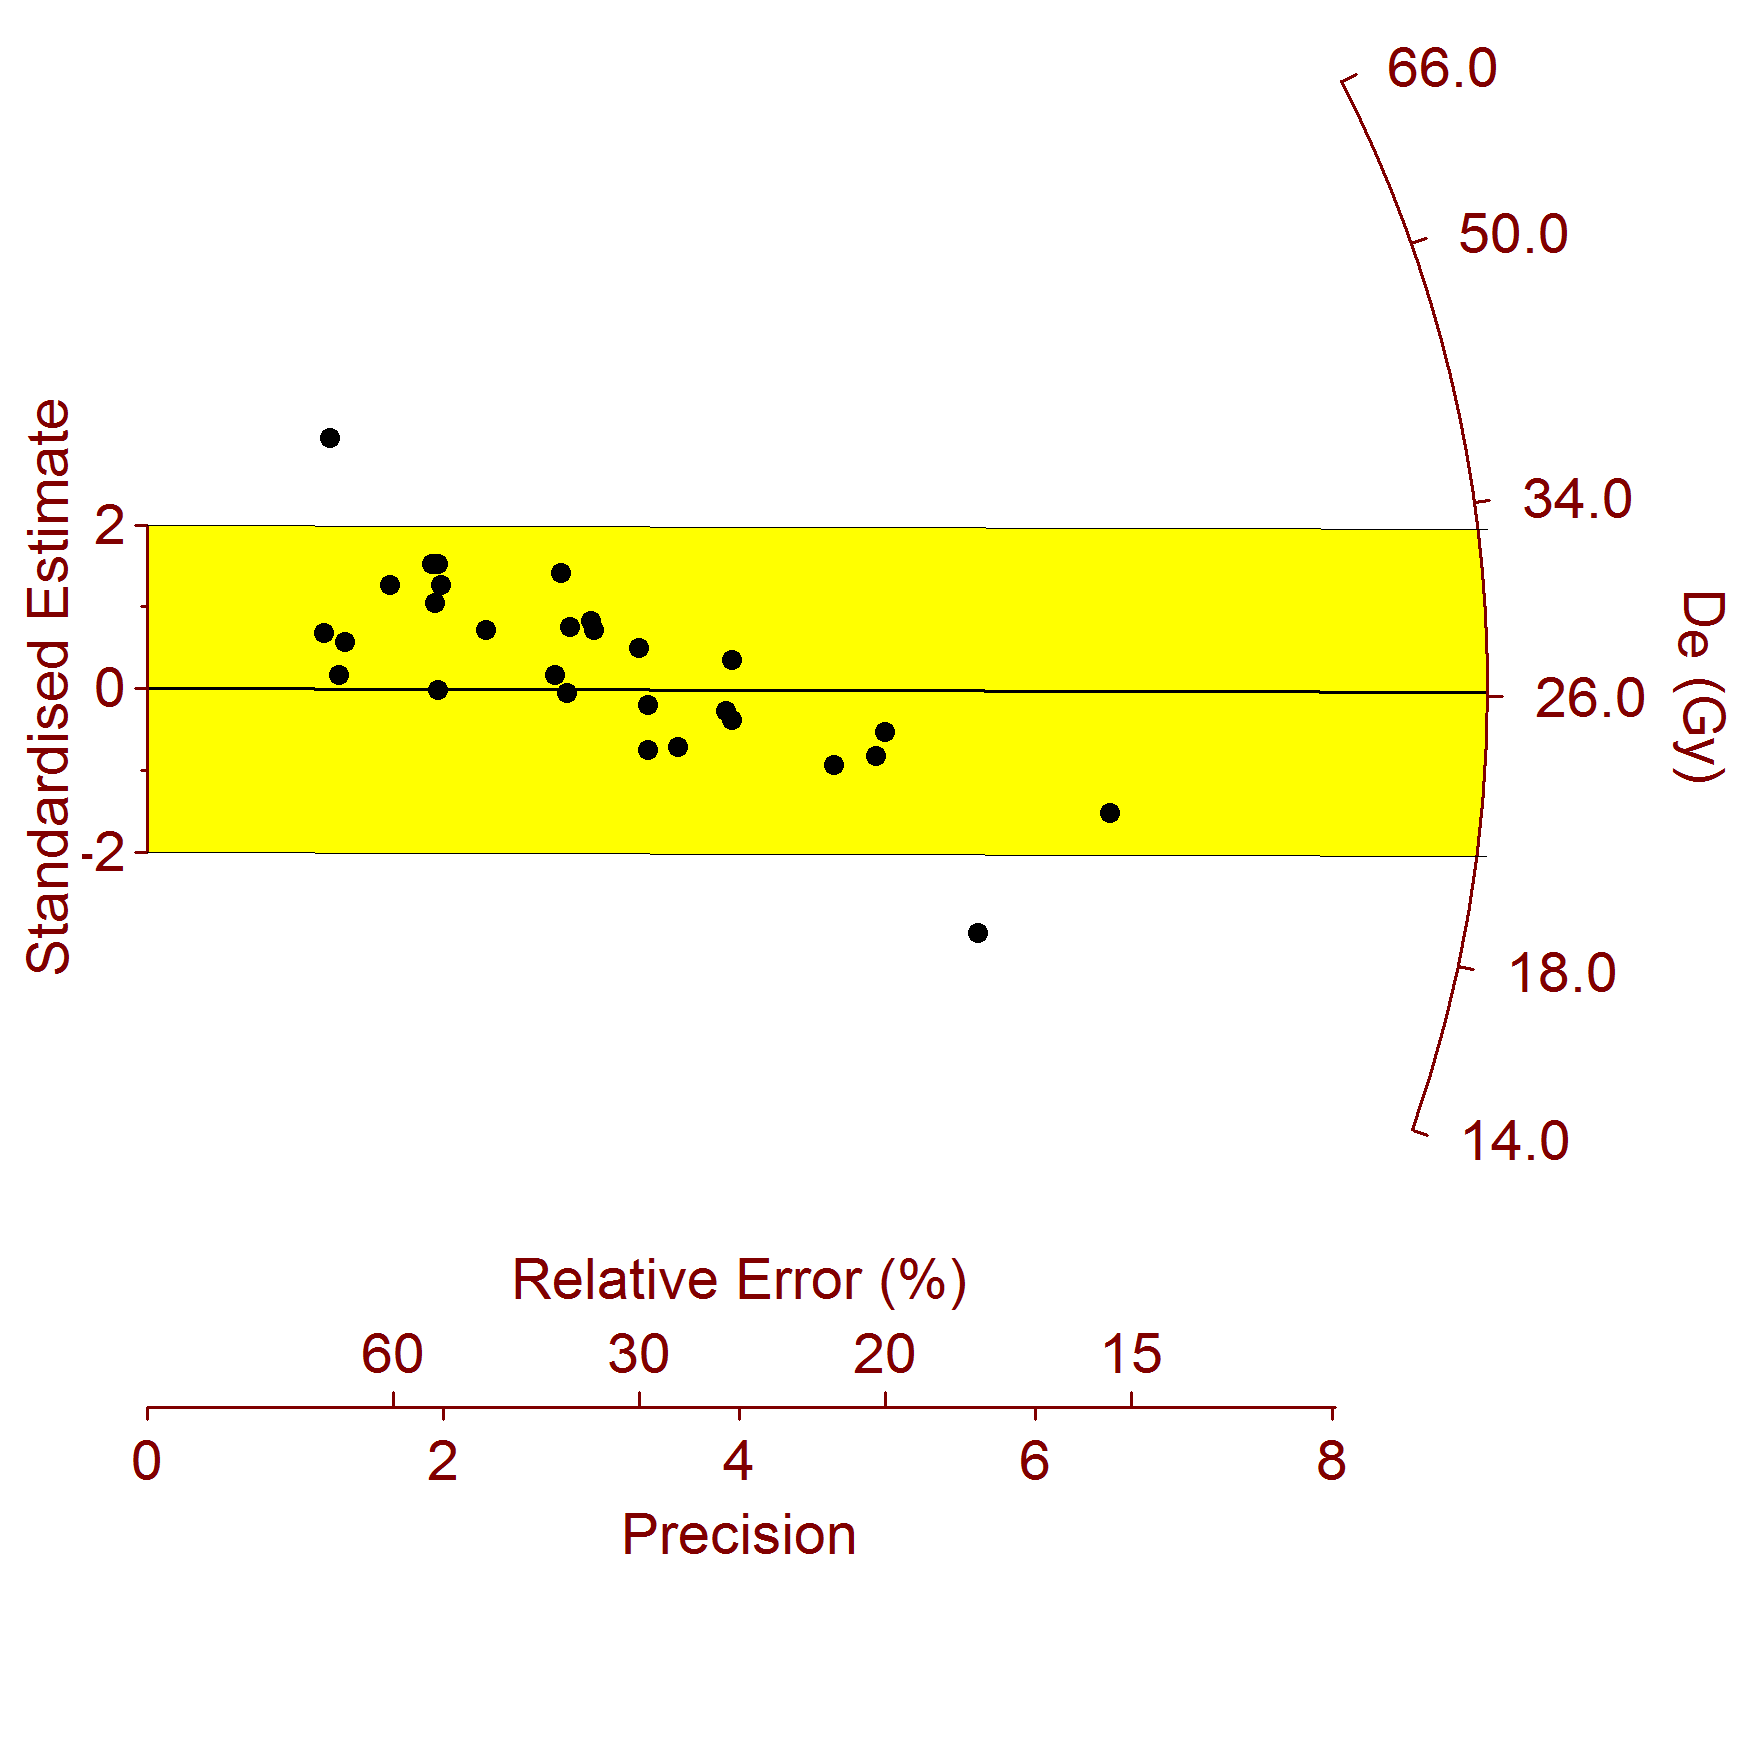 66.0
50.0
34.0
26.0
18.0
14.0
De (Gy)
Standardised Estimate
2
0
-2
Relative Error (%)
60 30 20 15
0 2 4 6 8
Precision